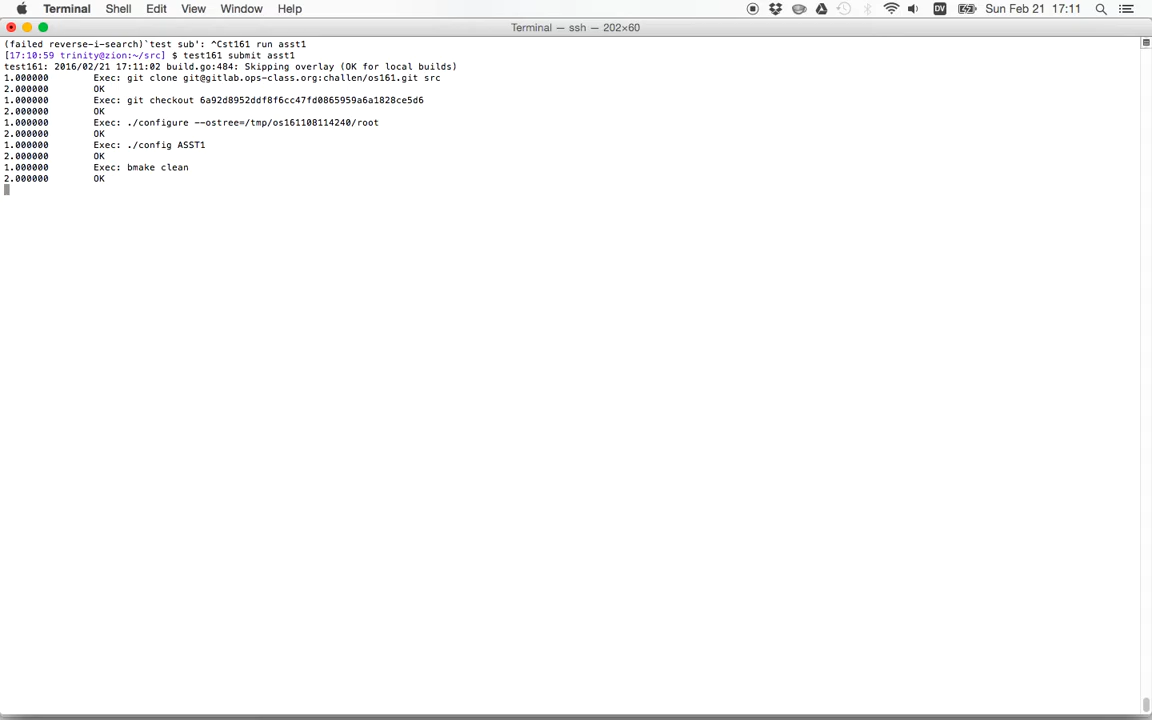 Terminal Shell Edit View Window Help DV Sun Feb 21 17:11
Terminal — ssh — 202×60
(failed reverse-i-search)`test sub': ^Cst161 run asst1
[17:10:59 trinity@zion:~/src] $ test161 submit asst1
test161: 2016/02/21 17:11:02 build.go:484: Skipping overlay (OK for local builds)
1.000000 Exec: git clone git@gitlab.ops-class.org:challen/os161.git src
2.000000 OK
1.000000 Exec: git checkout 6a92d8952ddf8f6cc47fd0865959a6a1828ce5d6
2.000000 OK
1.000000 Exec: ./configure --ostree=/tmp/os161108114240/root
2.000000 OK
1.000000 Exec: ./config ASST1
2.000000 OK
1.000000 Exec: bmake clean
2.000000 OK